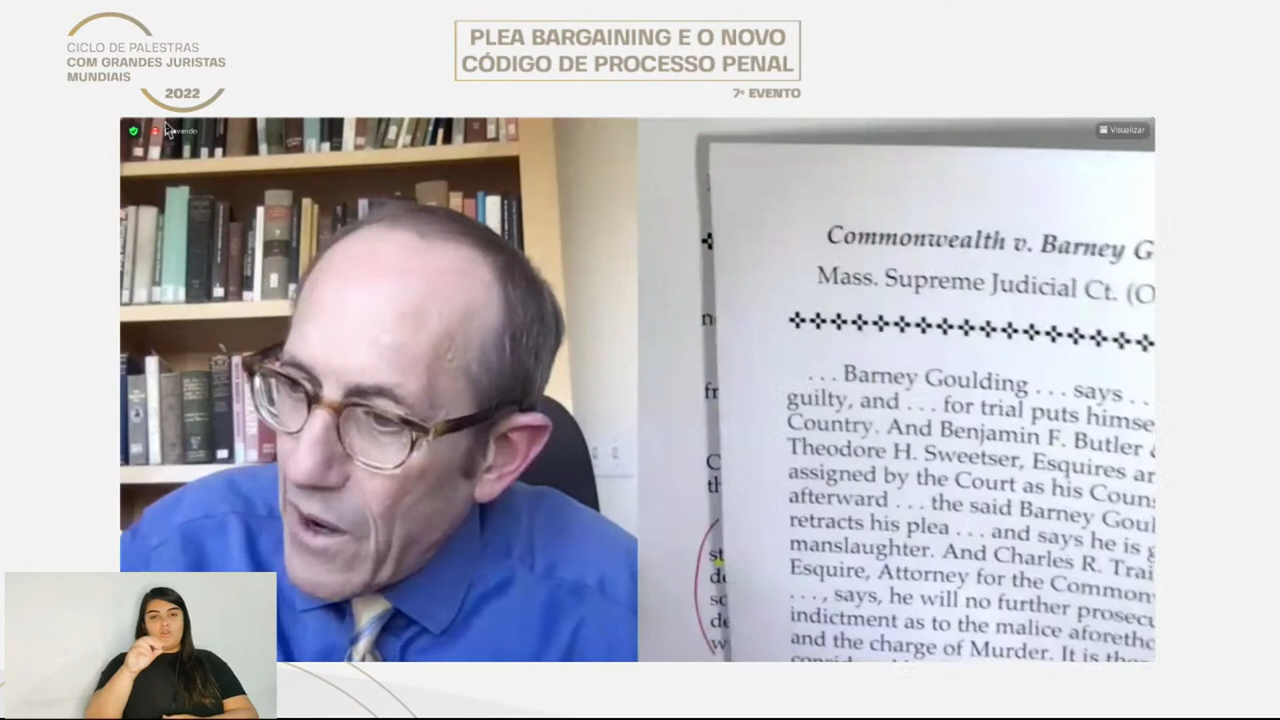 CICLO DE PALESTRAS
COM GRANDES JURISTAS
MUNDIAIS
2022
PLEA BARGAINING E O NOVO
CÓDIGO DE PROCESSO PENAL
7º EVENTO
Visualizar
Commonwealth v. Barney G
Mass. Supreme Judicial Ct. (O
. . . Barney Goulding . . . says . .
guilty, and . . . for trial puts himse
Country. And Benjamin F. Butler
Theodore H. Sweetser, Esquires ar
assigned by the Court as his Coun
afterward . . . the said Barney Goul
retracts his plea . . . and says he is g
manslaughter. And Charles R. Trai
Esquire, Attorney for the Common
. . . , says, he will no further prosecu
indictment as to the malice aforetho
and the charge of Murder. It is the